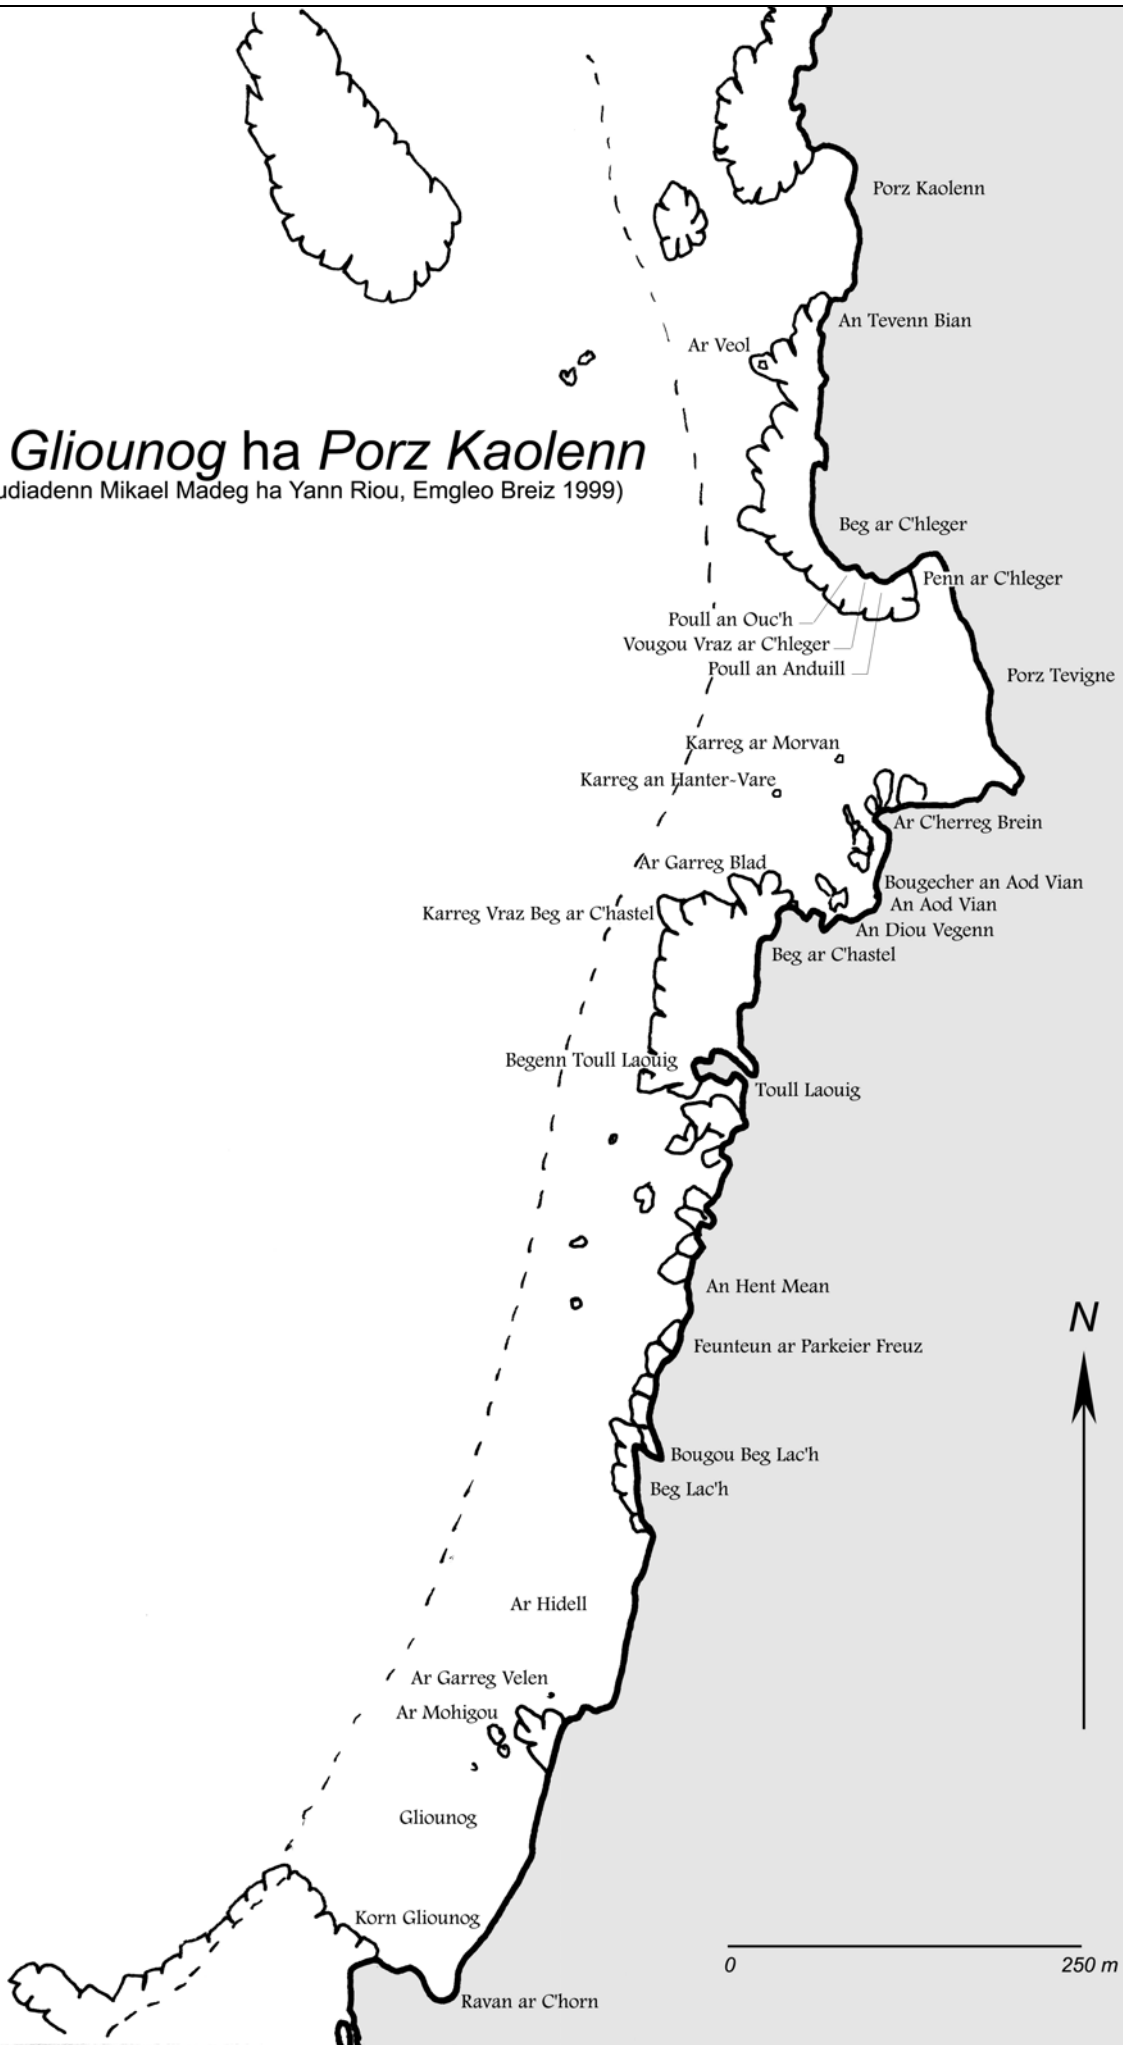 Porz Kaolenn
An Tevenn Bian
Ar Veol
Gliounog ha Porz Kaolenn
Mikael Madeg ha Yann Riou, Emgleo Breiz 1999)
Beg ar C'hleger
Penn ar C'hleger
Poull an Ouc'h
Vougou Vraz ar C'hleger
Poull an Anduill
Porz Tevigne
Karreg ar Morvan
Karreg an Hanter-Vare
Ar C'herreg Brein
Ar Garreg Blad
Bougecher an Aod Vian
An Aod Vian
Karreg Vraz Beg ar C'hastel
An Diou Vegenn
Beg ar C'hastel
Begenn Toull Laouig
Toull Laouig
An Hent Mean
N
Feunteun ar Parkeier Freuz
Bougou Beg Lac'h
Beg Lac'h
Ar Hidell
Ar Garreg Velen
Ar Mohigou
Gliounog
Korn Gliounog
0 250 m
Ravan ar C'horn